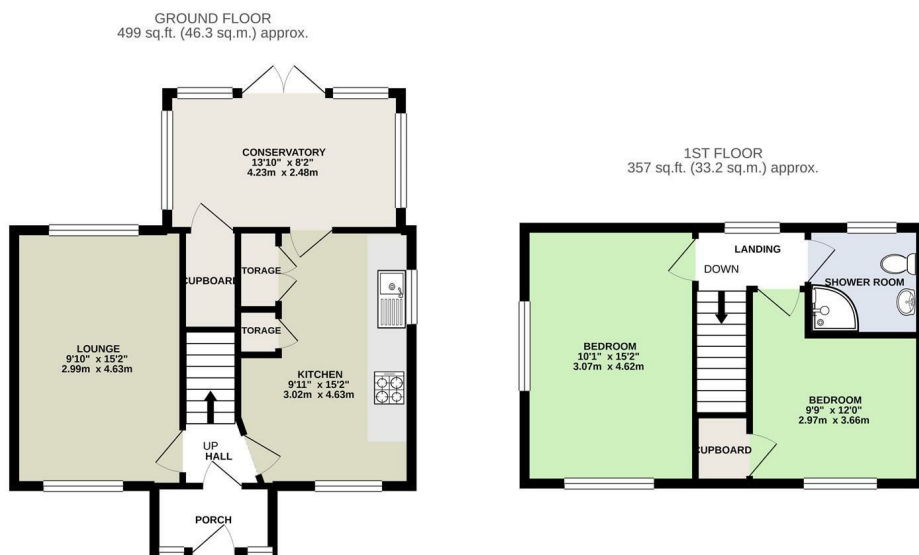 GROUND FLOOR
499 sq.ft. (46.3 sq.m.) approx.
CONSERVATORY
13'10" x 8'2"
4.23m x 2.48m
CUPBOARD
TORAGE
TORAGE
LOUNGE
9'10" x 15'2"
2.99m x 4.63m
KITCHEN
9'11" x 15'2"
3.02m x 4.63m
UP
HALL
PORCH
1ST FLOOR
357 sq.ft. (33.2 sq.m.) approx.
LANDING
DOWN
SHOWER ROOM
BEDROOM
10'1" x 15'2"
3.07m x 4.62m
BEDROOM
9'9" x 12'0"
2.97m x 3.66m
CUPBOARD